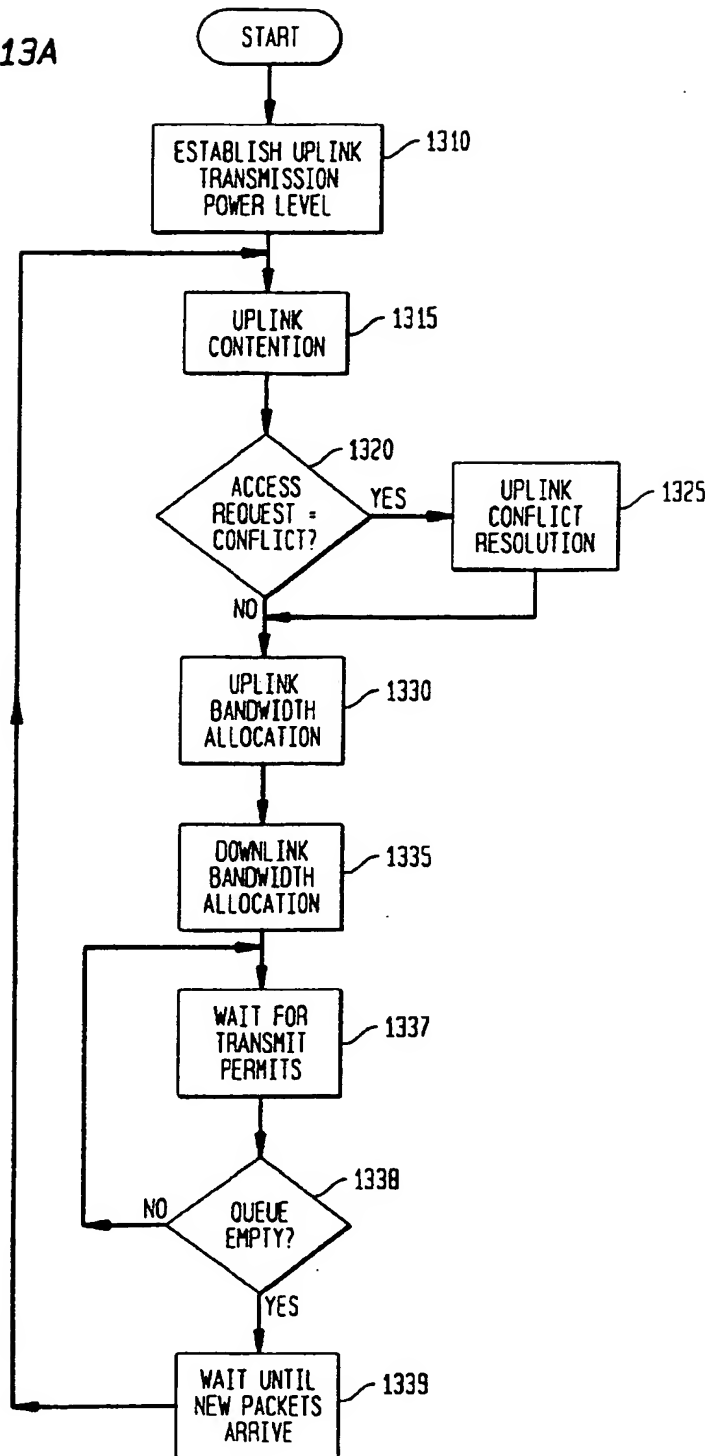 13A
START
ESTABLISH UPLINK
TRANSMISSION
POWER LEVEL
1310
UPLINK
CONTENTION
1315
ACCESS
REQUEST =
CONFLICT?
1320
YES
UPLINK
CONFLICT
RESOLUTION
1325
NO
UPLINK
BANDWIDTH
ALLOCATION
1330
DOWNLINK
BANDWIDTH
ALLOCATION
1335
WAIT FOR
TRANSMIT
PERMITS
1337
QUEUE
EMPTY?
1338
NO
YES
WAIT UNTIL
NEW PACKETS
ARRIVE
1339